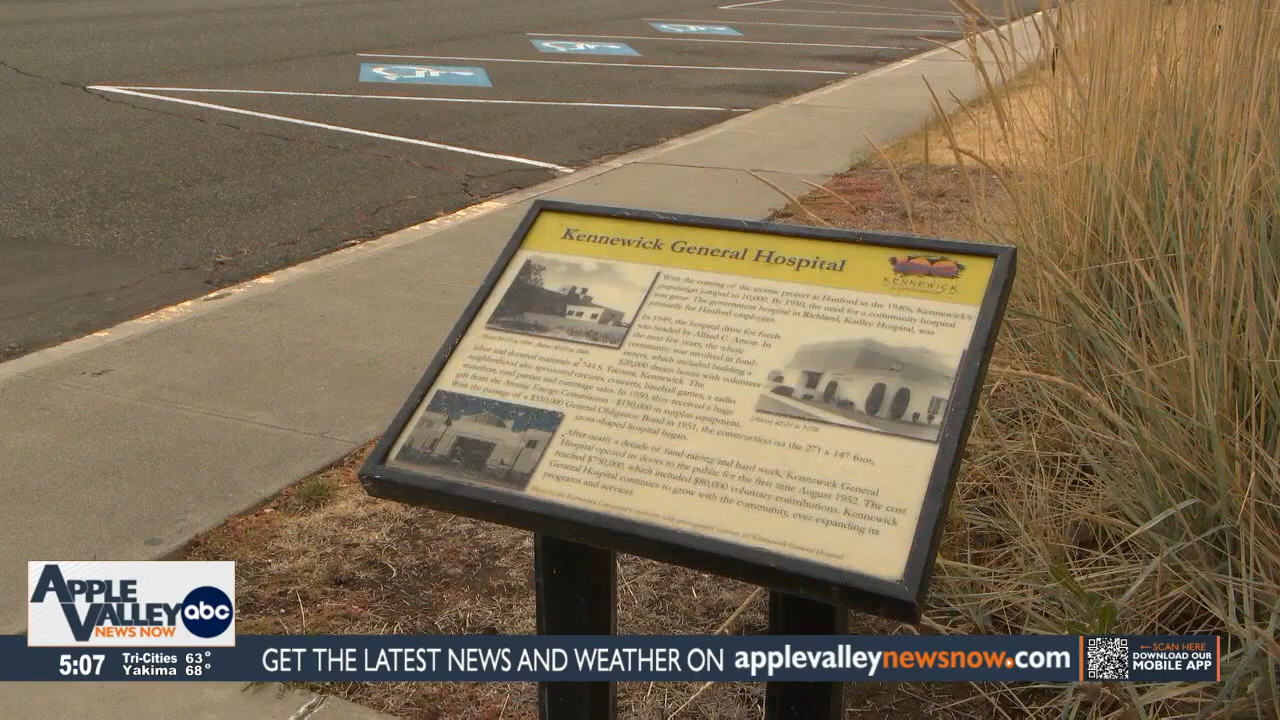 Kennewick General Hospital
KENNEWICK
With the coming of the atomic project at Hanford in the 1940s, Kennewick's
population jumped to 10,000. By 1950, the need for a community hospital
was great. The government hospital in Richland, Kadlec Hospital, was
primarily for Hanford employees.
In 1949, the hospital drive for funds
was headed by Alfred C. Amon. In
the next few years, the whole
community was involved in fund-
raisers, which included building a
$20,000 dream house with volunteer
labor and donated materials at 744 S. Tacoma, Kennewick. The
neighborhood also sponsored circuses, concerts, baseball games, a radio
marathon, card parties and rummage sales. In 1950, they received a huge
gift from the Atomic Energy Commission - $150,000 in surplus equipment.
With the passage of a $330,000 General Obligation Bond in 1951, the construction on the 271 x 147 foot,
cross-shaped hospital began.
(Above) KGH in 1978
After nearly a decade of fund-raising and hard work, Kennewick General
Hospital opened its doors to the public for the first time August 1952. The cost
reached $750,000, which included $80,000 voluntary contributions. Kennewick
General Hospital continues to grow with the community, ever-expanding its
programs and services.
APPLE
VALLEY
NEWS NOW
abc
5:07
Tri-Cities 63°
Yakima 68°
GET THE LATEST NEWS AND WEATHER ON applevalleynewsnow.com
SCAN HERE
DOWNLOAD OUR
MOBILE APP